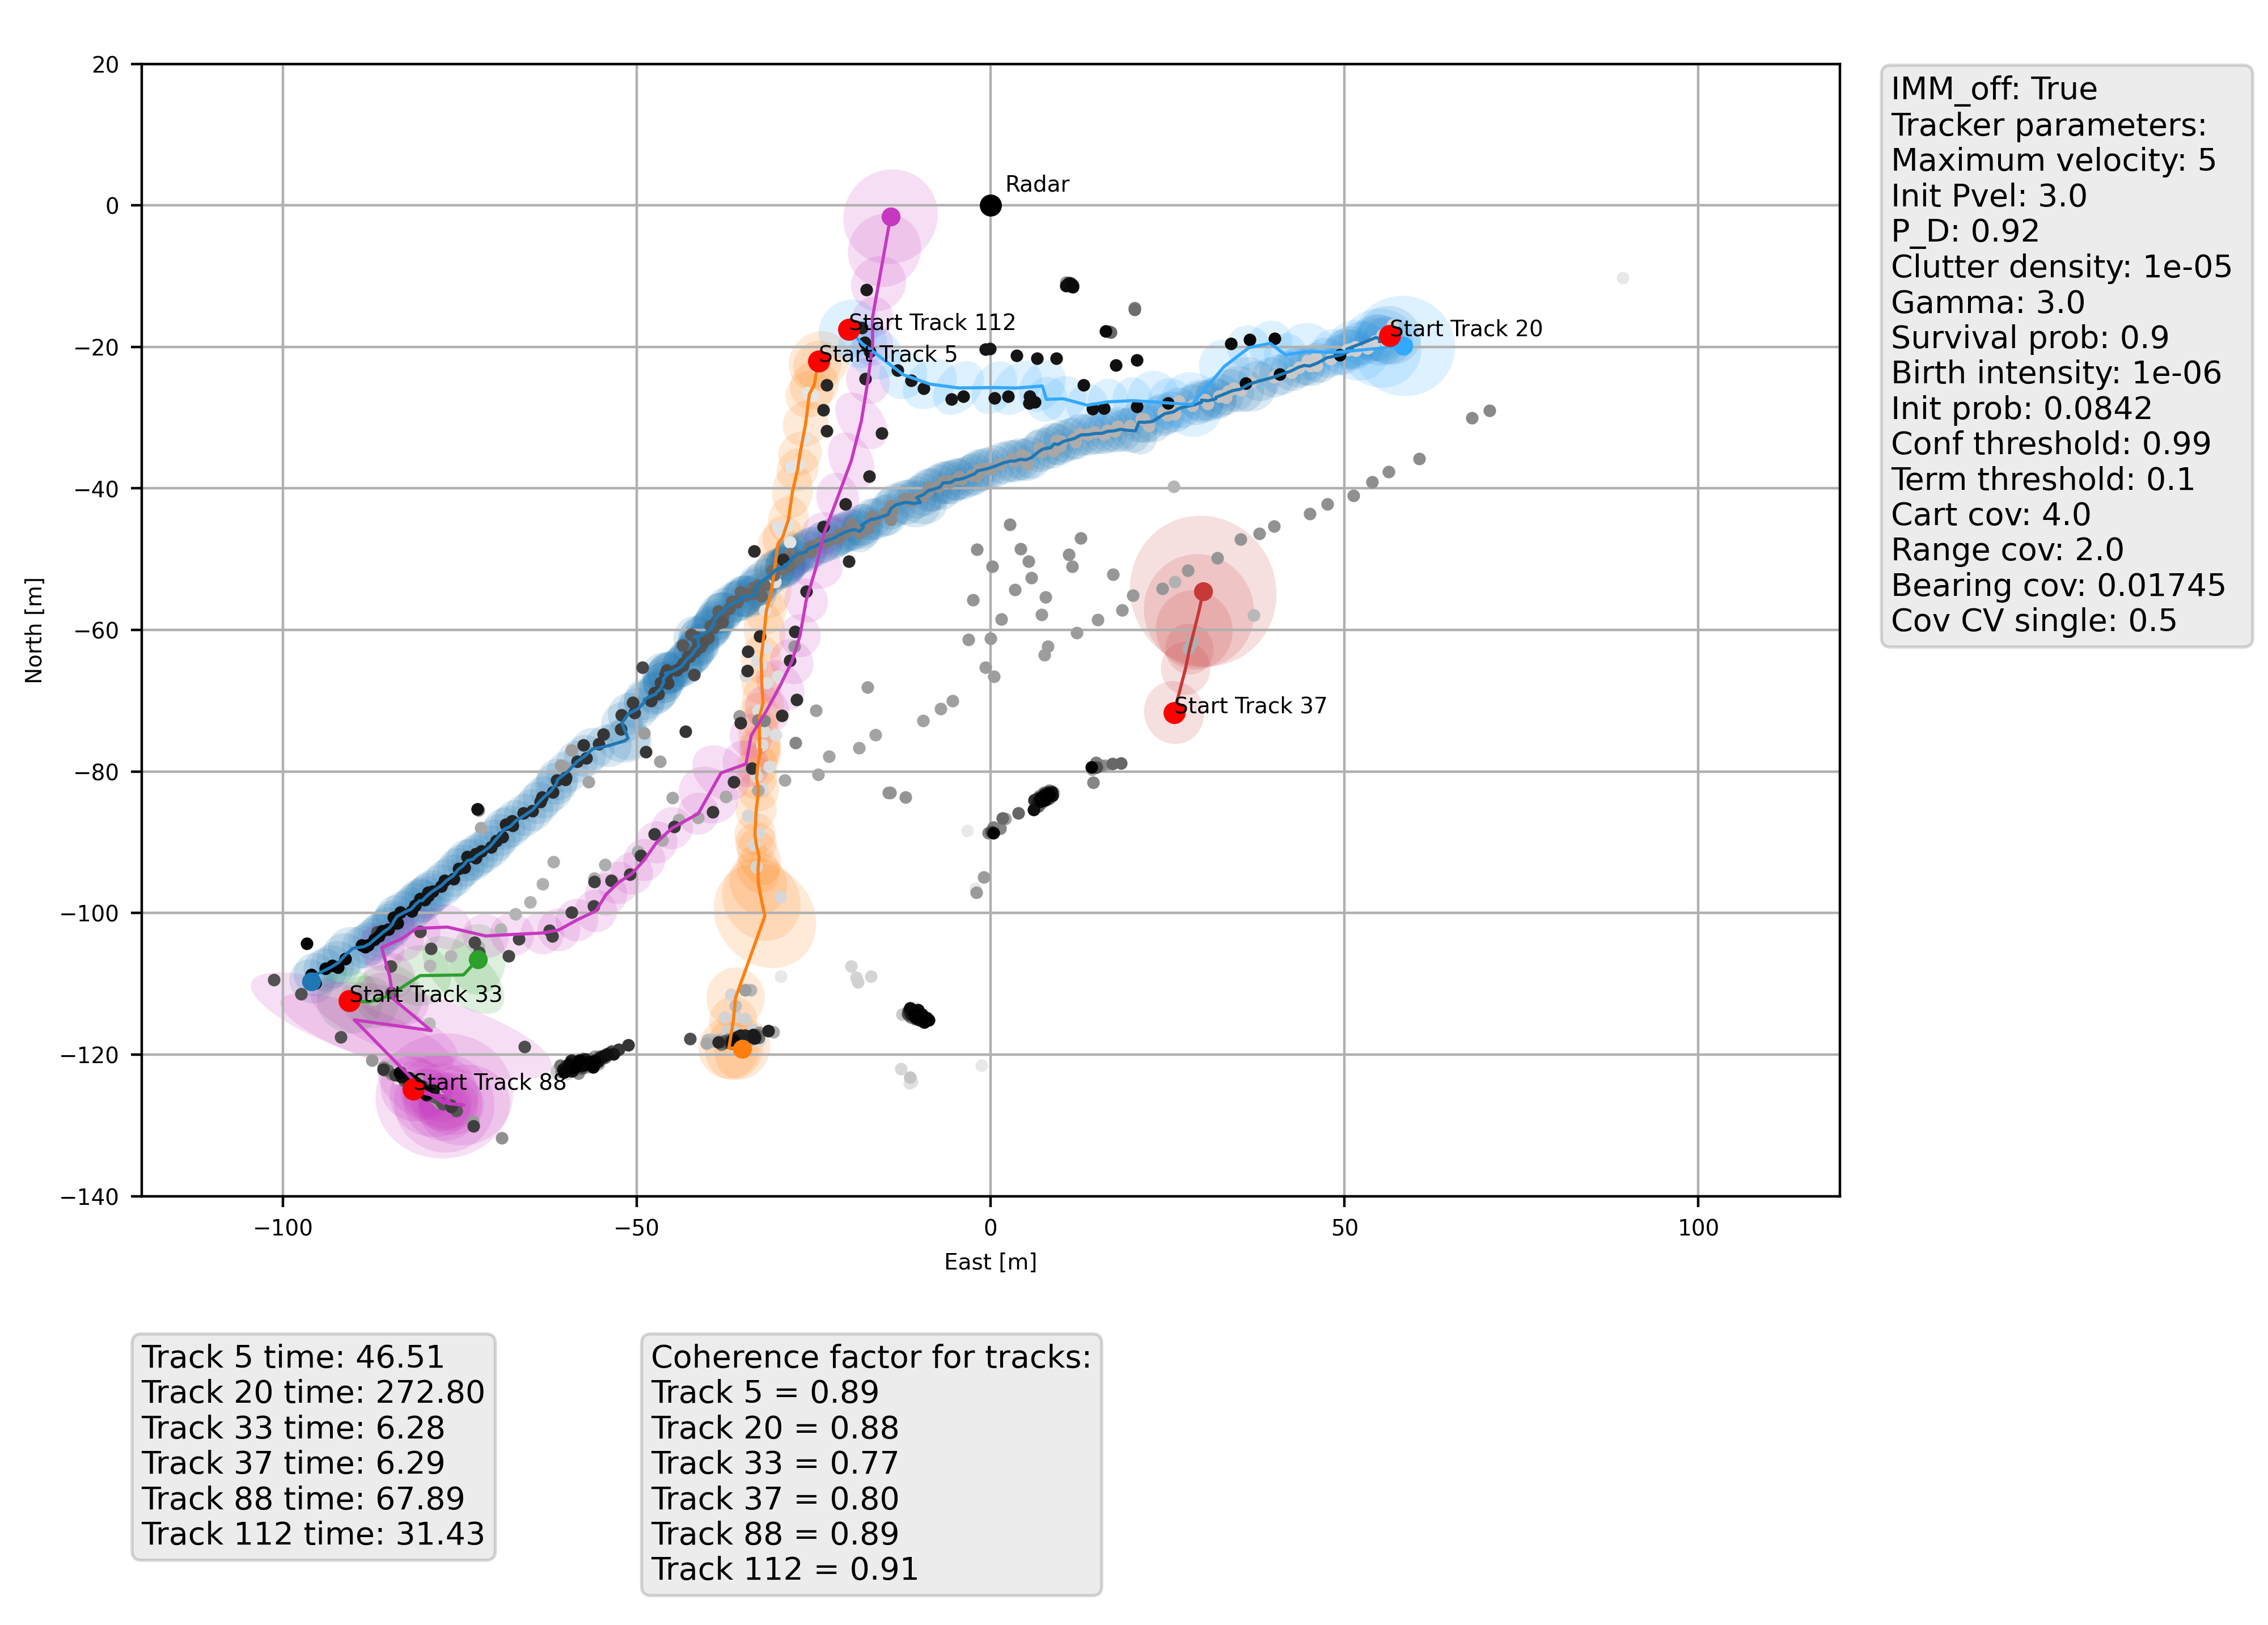 20
0
−20
−40
−60
−80
−100
−120
−140
North [m]
−100
−50
0
50
100
East [m]
Radar
Start Track 112
Start Track 5
Start Track 20
Start Track 37
Start Track 33
Start Track 88
IMM_off: True
Tracker parameters:
Maximum velocity: 5
Init Pvel: 3.0
P_D: 0.92
Clutter density: 1e-05
Gamma: 3.0
Survival prob: 0.9
Birth intensity: 1e-06
Init prob: 0.0842
Conf threshold: 0.99
Term threshold: 0.1
Cart cov: 4.0
Range cov: 2.0
Bearing cov: 0.01745
Cov CV single: 0.5
Track 5 time: 46.51
Track 20 time: 272.80
Track 33 time: 6.28
Track 37 time: 6.29
Track 88 time: 67.89
Track 112 time: 31.43
Coherence factor for tracks:
Track 5 = 0.89
Track 20 = 0.88
Track 33 = 0.77
Track 37 = 0.80
Track 88 = 0.89
Track 112 = 0.91